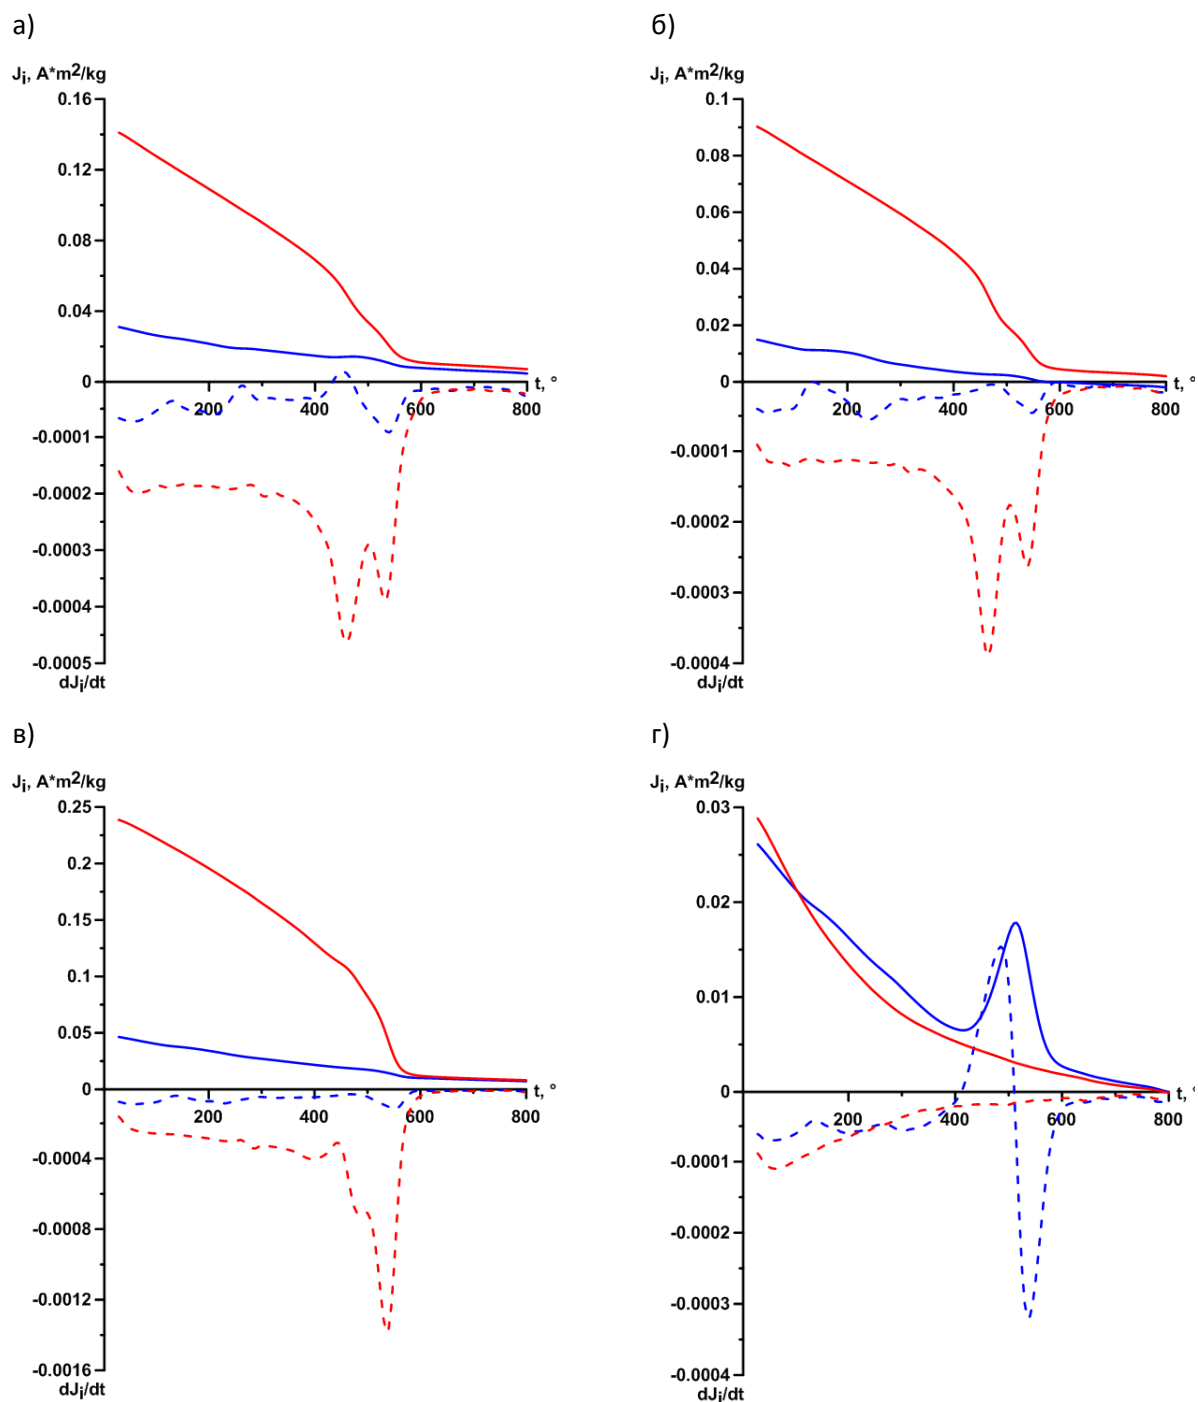 а)
Jᵢ, A*m²/kg
0.16
0.12
0.08
0.04
0
200 400 600 800
t, °
-0.0001
-0.0002
-0.0003
-0.0004
-0.0005
dJᵢ/dt
б)
Jᵢ, A*m²/kg
0.1
0.08
0.06
0.04
0.02
0
200 400 600 800
t, °
-0.0001
-0.0002
-0.0003
-0.0004
dJᵢ/dt
в)
Jᵢ, A*m²/kg
0.25
0.2
0.15
0.1
0.05
0
200 400 600 800
t, °
-0.0004
-0.0008
-0.0012
-0.0016
dJᵢ/dt
г)
Jᵢ, A*m²/kg
0.03
0.02
0.01
0
200 400 600 800
t, °
-0.0001
-0.0002
-0.0003
-0.0004
dJᵢ/dt